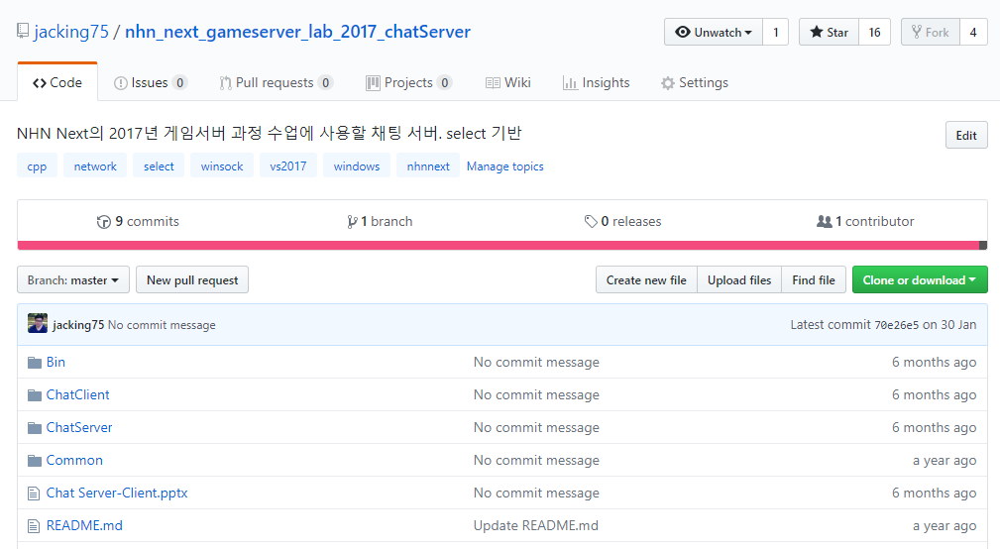 jacking75 / nhn_next_gameserver_lab_2017_chatServer
Unwatch 1 Star 16 Fork 4
Code Issues 0 Pull requests 0 Projects 0 Wiki Insights Settings
NHN Next의 2017년 게임서버 과정 수업에 사용할 채팅 서버. select 기반 Edit
cpp network select winsock vs2017 windows nhnnext Manage topics
9 commits 1 branch 0 releases 1 contributor
Branch: master New pull request Create new file Upload files Find file Clone or download
jacking75 No commit message Latest commit 70e26e5 on 30 Jan
Bin No commit message 6 months ago
ChatClient No commit message 6 months ago
ChatServer No commit message 6 months ago
Common No commit message a year ago
Chat Server-Client.pptx No commit message 6 months ago
README.md Update README.md a year ago